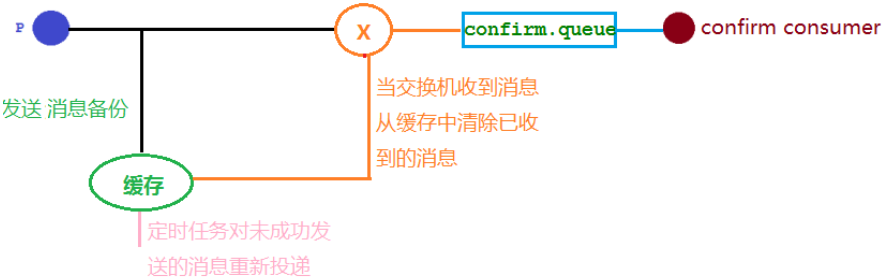 P
X
confirm.queue
confirm consumer
发送 消息备份
当交换机收到消息
从缓存中清除已收
到的消息
缓存
定时任务对未成功发
送的消息重新投递